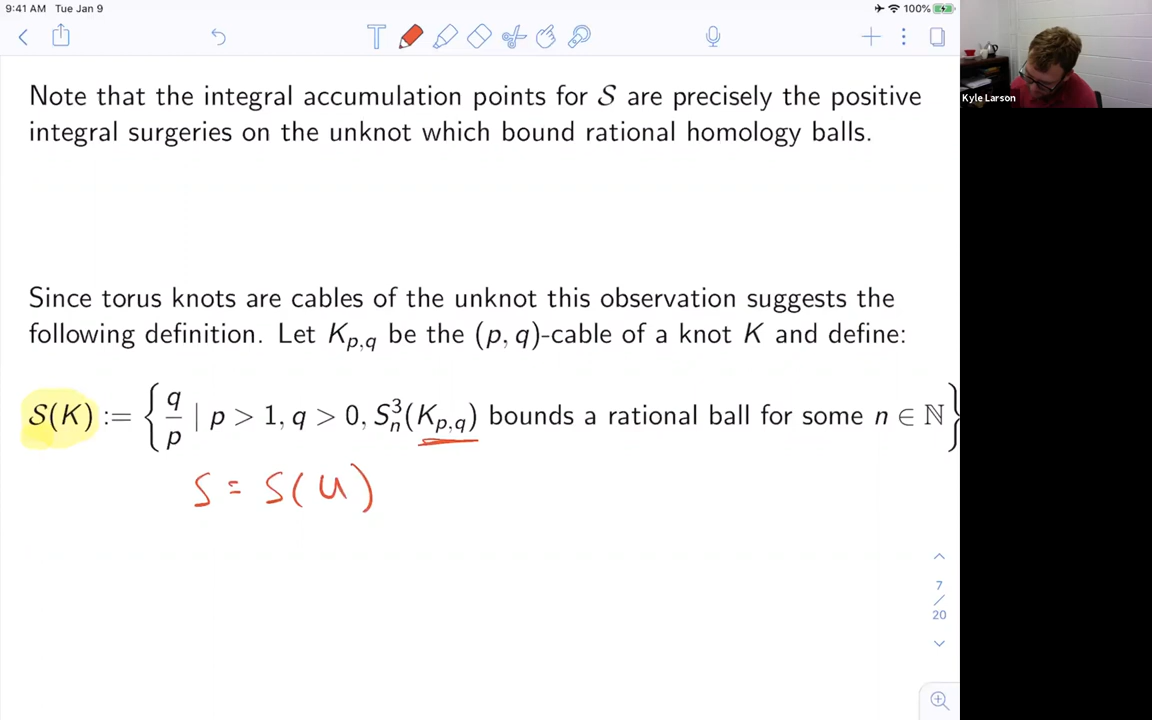 9:41 AM Tue Jan 9
100%
Note that the integral accumulation points for 𝒮 are precisely the positive
integral surgeries on the unknot which bound rational homology balls.
Kyle Larson
Since torus knots are cables of the unknot this observation suggests the
following definition. Let K_{p,q} be the (p, q)-cable of a knot K and define:
𝒮(K) := { q/p | p > 1, q > 0, S^3_n(K_{p,q}) bounds a rational ball for some n ∈ ℕ }
S = S(U)
7
/
20